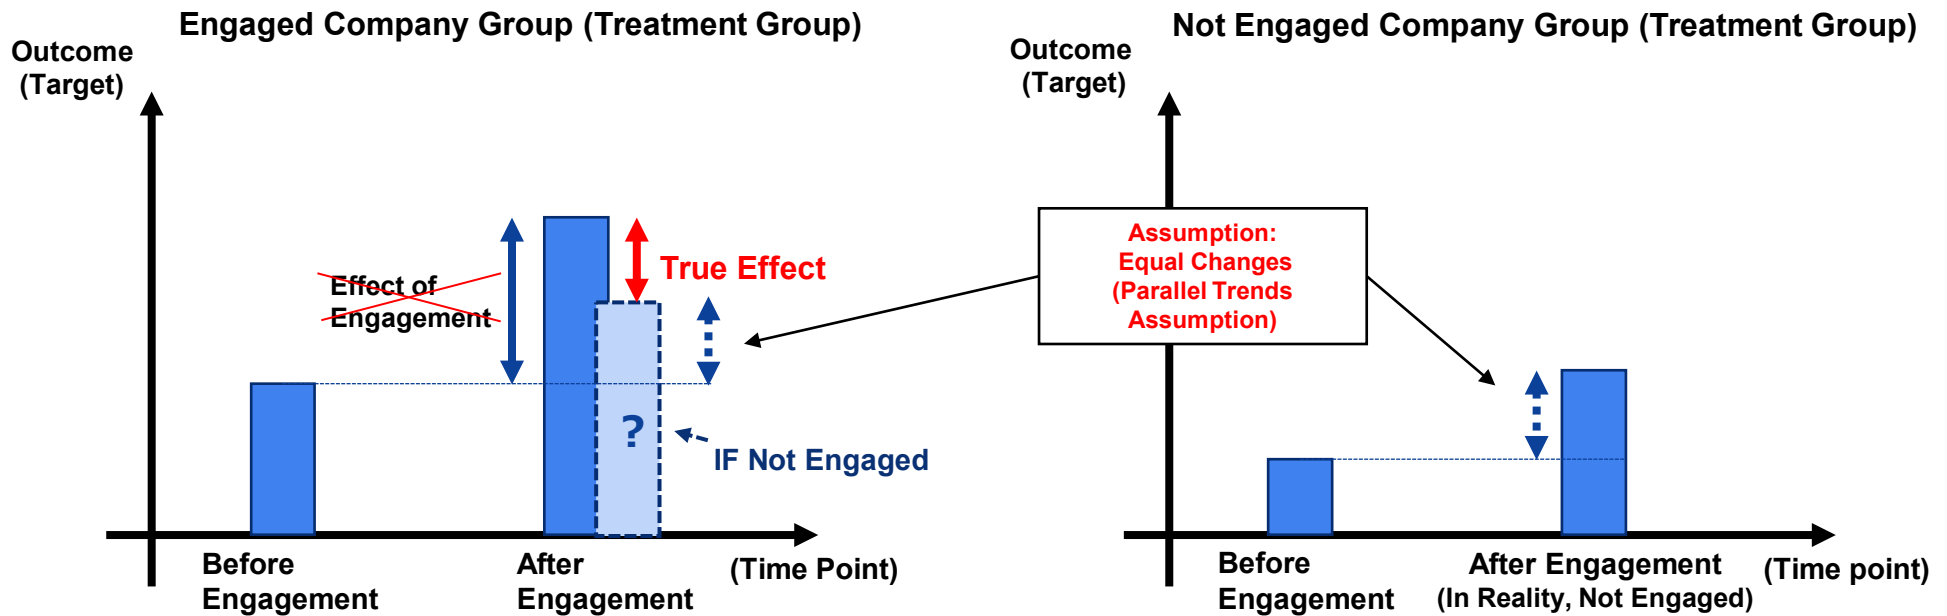 Engaged Company Group (Treatment Group)
Outcome
(Target)
Effect of
Engagement
True Effect
?
IF Not Engaged
Before
Engagement
After
Engagement
(Time Point)
Assumption:
Equal Changes
(Parallel Trends
Assumption)
Not Engaged Company Group (Treatment Group)
Outcome
(Target)
Before
Engagement
After Engagement
(In Reality, Not Engaged)
(Time point)